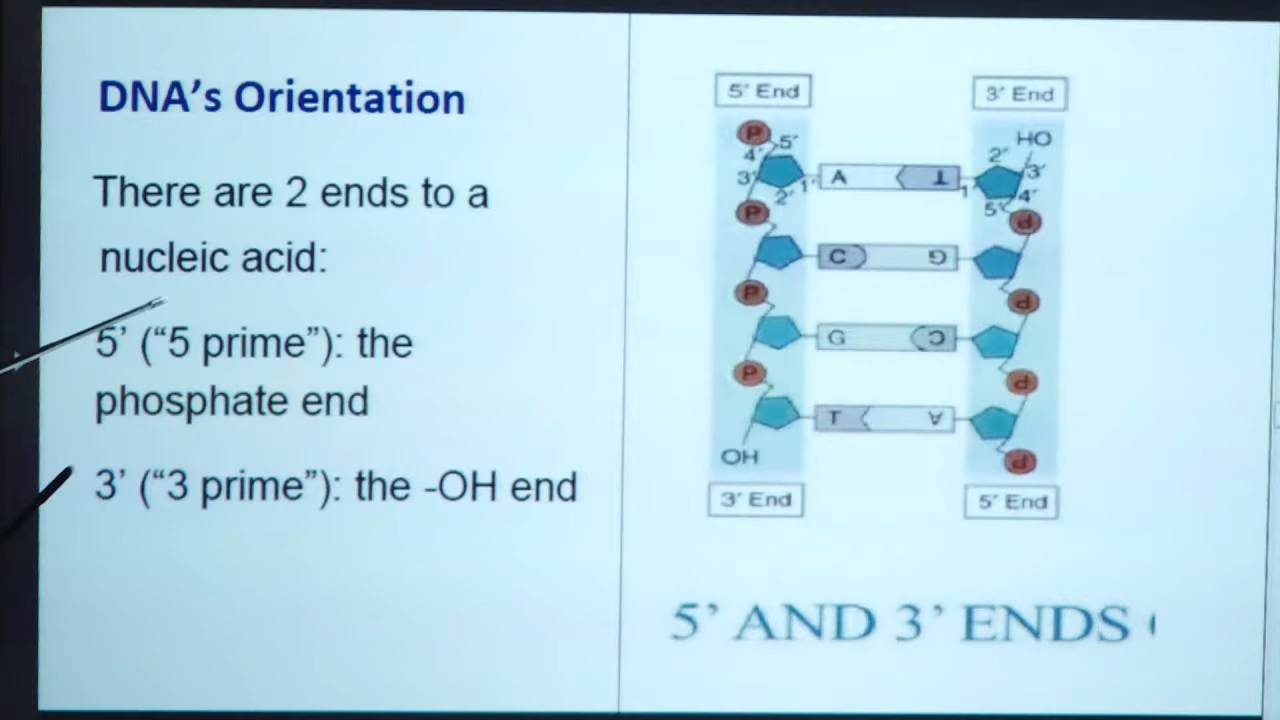 DNA’s Orientation
There are 2 ends to a
nucleic acid:
5’ (“5 prime”): the
phosphate end
3’ (“3 prime”): the -OH end
5′ End
3′ End
P
5′
4′
3′
2′
1′
A
T
1′
2′
3′
4′
5′
HO
P
P
C
G
P
P
G
C
P
P
T
A
P
OH
3′ End
5′ End
5’ AND 3’ ENDS